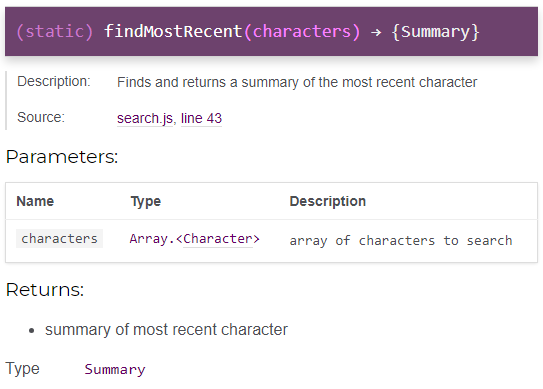 (static) findMostRecent(characters) → {Summary}
Description: Finds and returns a summary of the most recent character
Source: search.js, line 43
Parameters:
Name Type Description
characters Array.<Character> array of characters to search
Returns:
• summary of most recent character
Type Summary